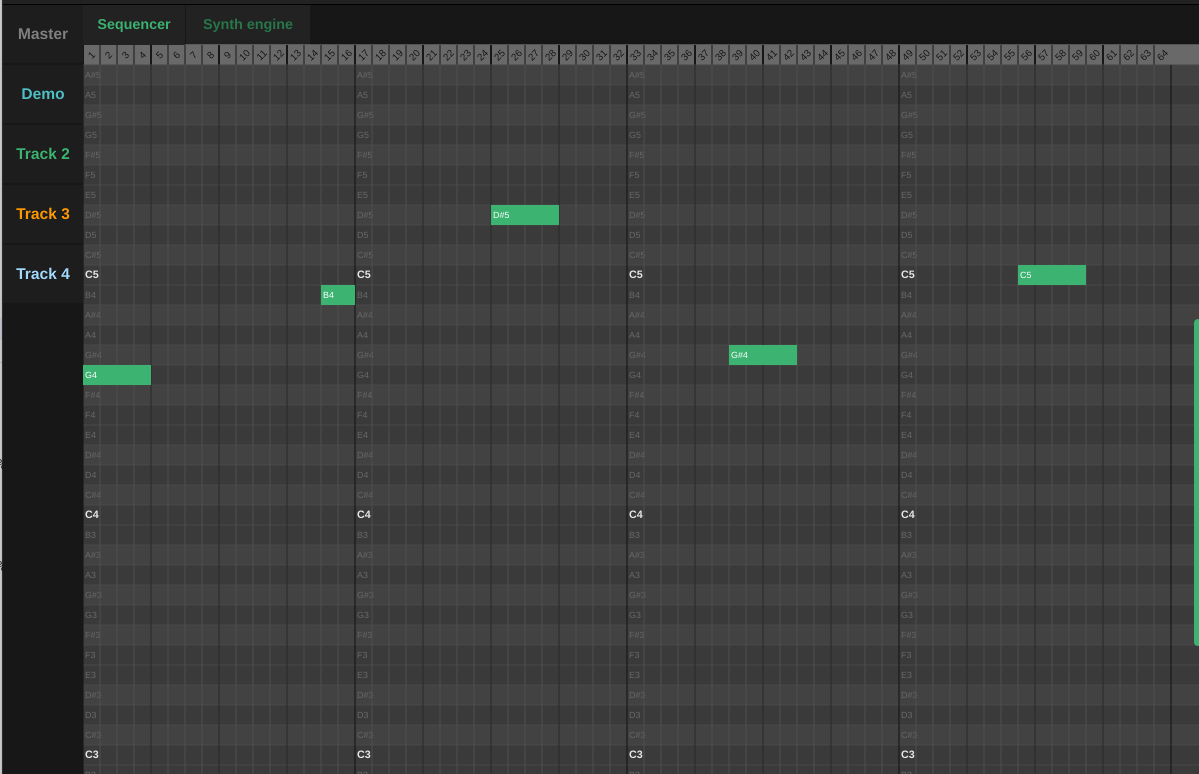 Master Sequencer Synth engine
1 2 3 4 5 6 7 8 9 10 11 12 13 14 15 16 17 18 19 20 21 22 23 24 25 26 27 28 29 30 31 32 33 34 35 36 37 38 39 40 41 42 43 44 45 46 47 48 49 50 51 52 53 54 55 56 57 58 59 60 61 62 63 64
A#5 A#5 A#5 A#5
Demo A5 A5 A5 A5
G#5 G#5 G#5 G#5
G5 G5 G5 G5
Track 2 F#5 F#5 F#5 F#5
F5 F5 F5 F5
E5 E5 E5 E5
Track 3 D#5 D#5 D#5 D#5 D#5
D5 D5 D5 D5
C#5 C#5 C#5 C#5
Track 4 C5 C5 C5 C5 C5
B4 B4 B4 B4 B4
A#4 A#4 A#4 A#4
A4 A4 A4 A4
G#4 G#4 G#4 G#4 G#4
G4 G4 G4 G4
F#4 F#4 F#4 F#4
F4 F4 F4 F4
E4 E4 E4 E4
D#4 D#4 D#4 D#4
D4 D4 D4 D4
C#4 C#4 C#4 C#4
C4 C4 C4 C4
B3 B3 B3 B3
A#3 A#3 A#3 A#3
A3 A3 A3 A3
G#3 G#3 G#3 G#3
G3 G3 G3 G3
F#3 F#3 F#3 F#3
F3 F3 F3 F3
E3 E3 E3 E3
D#3 D#3 D#3 D#3
D3 D3 D3 D3
C#3 C#3 C#3 C#3
C3 C3 C3 C3